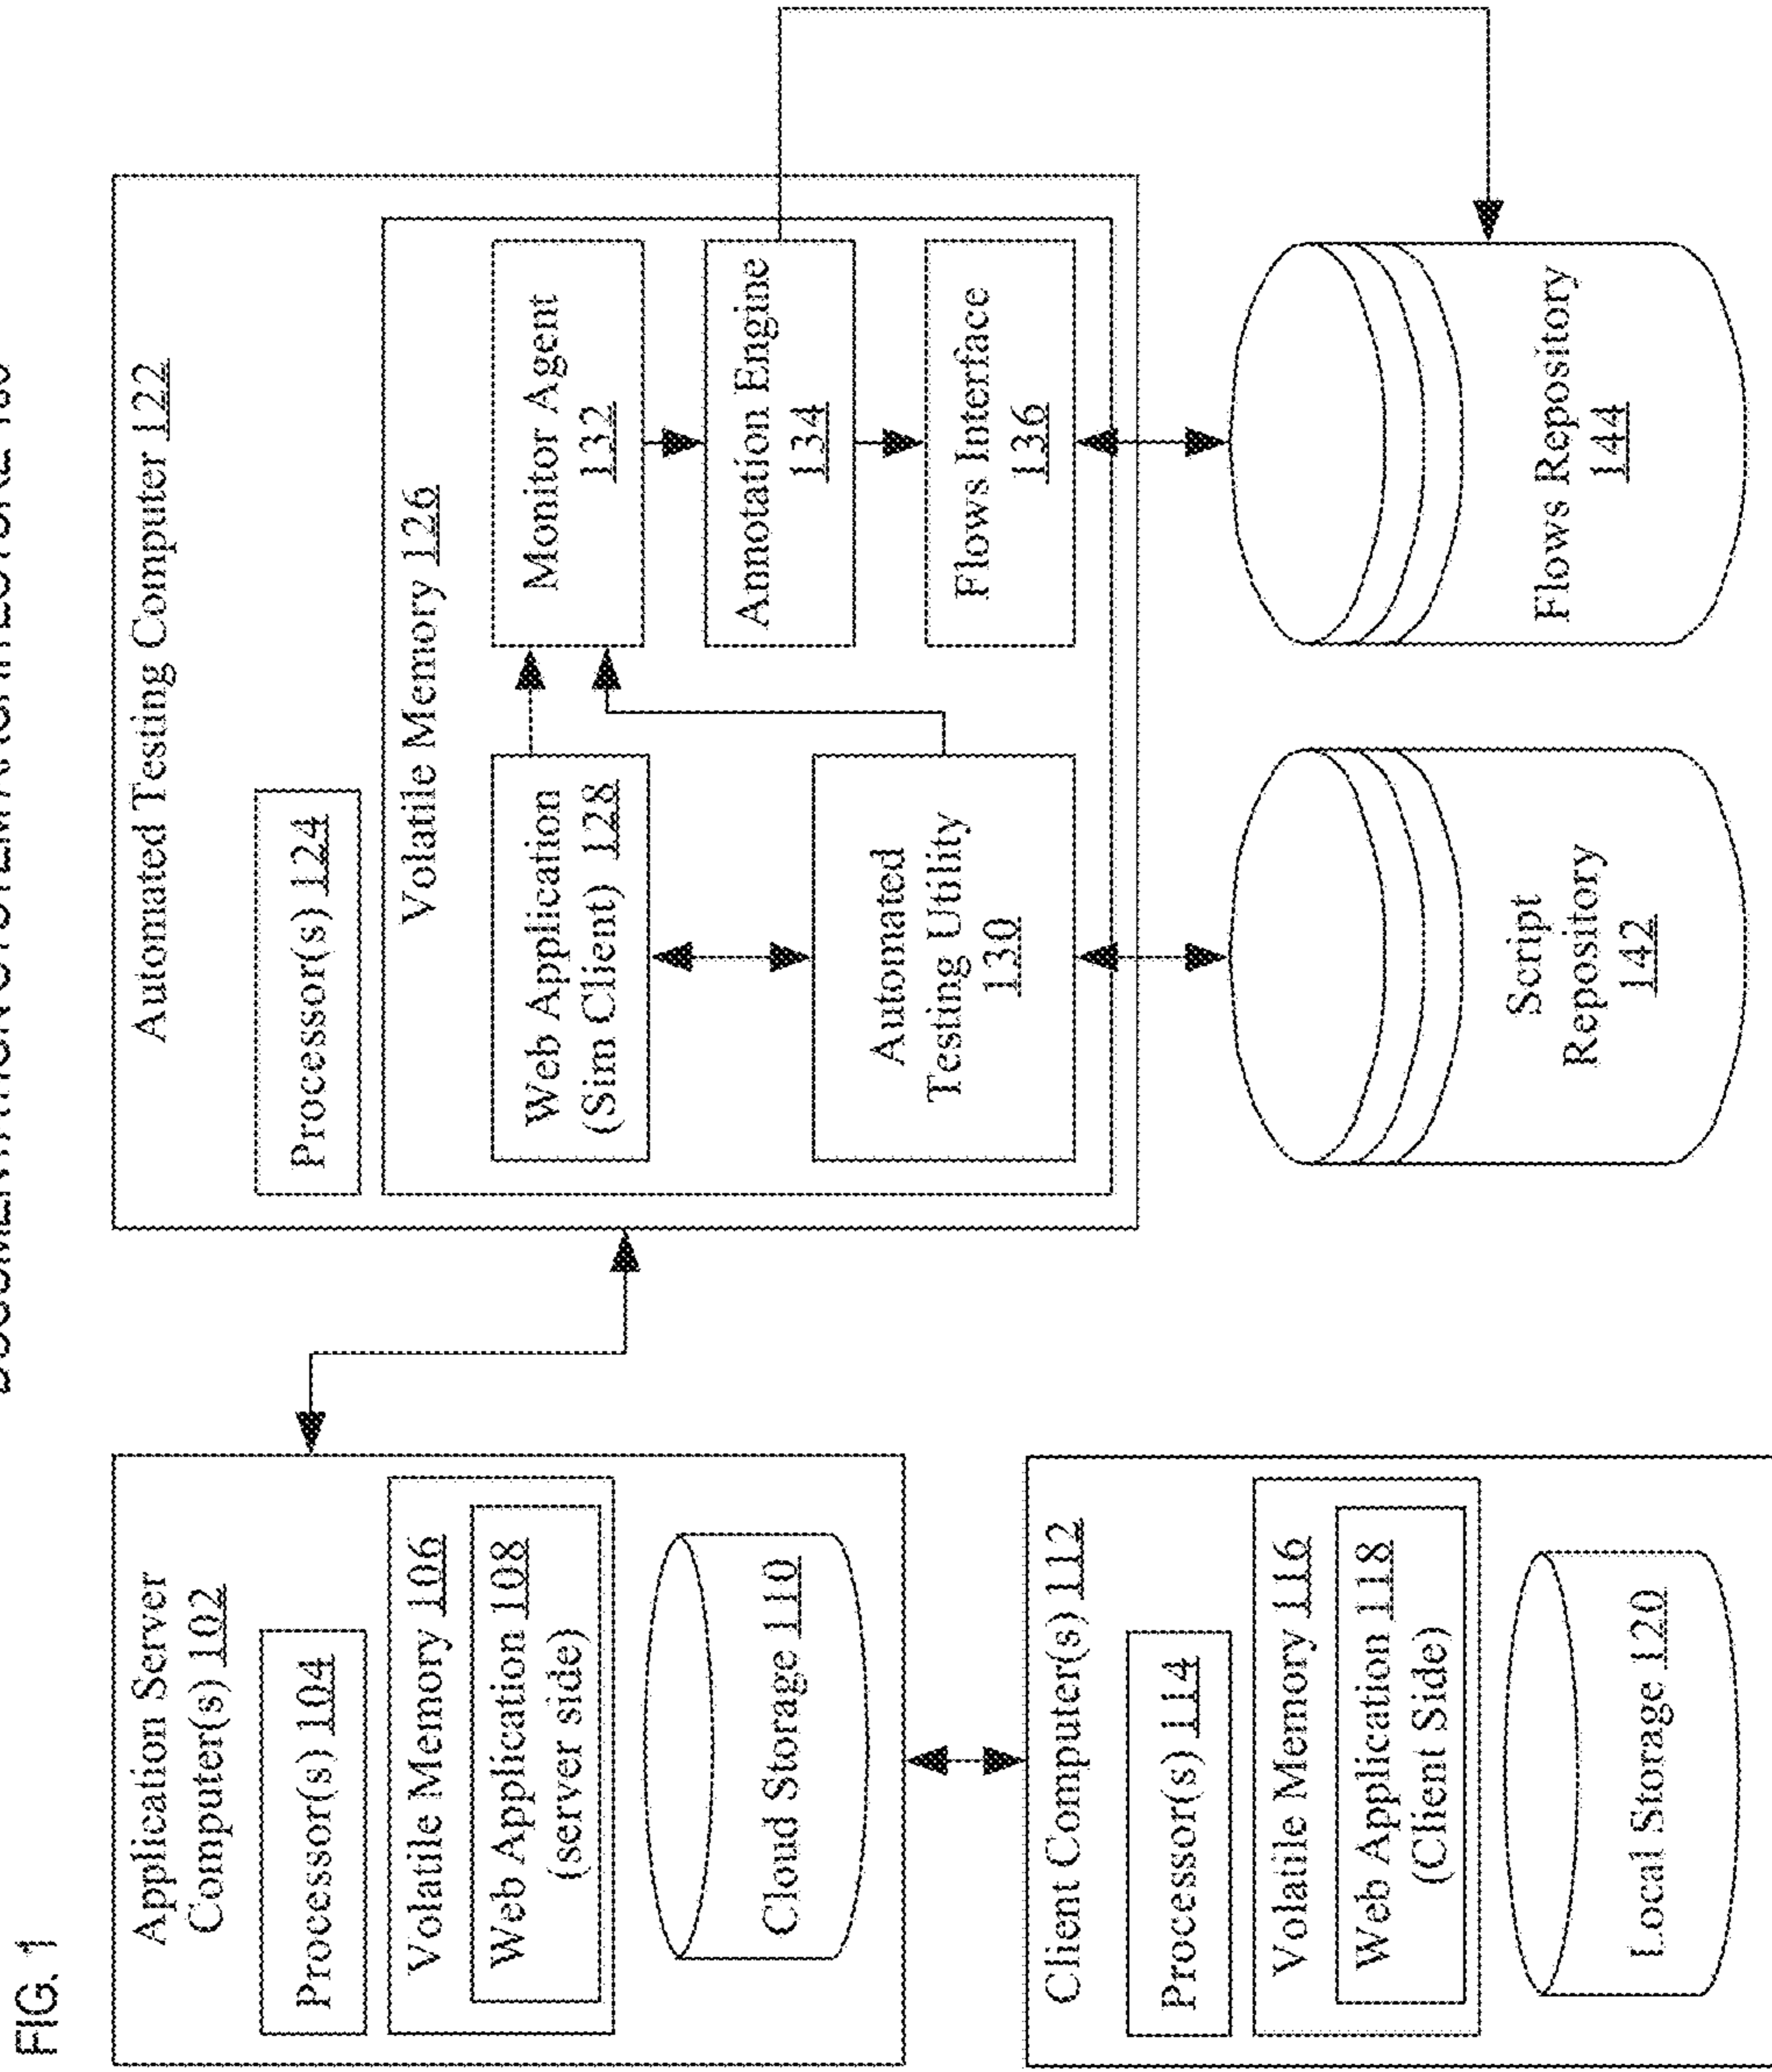 FIG. 1
Application Server
Computer(s) 102
Processor(s) 104
Volatile Memory 106
Web Application 108
(server side)
Cloud Storage 110
Client Computer(s) 112
Processor(s) 114
Volatile Memory 116
Web Application 118
(Client Side)
Local Storage 120
Automated Testing Computer 122
Processor(s) 124
Volatile Memory 126
Web Application
(Sim Client) 128
Automated
Testing Utility
130
Monitor Agent
132
Annotation Engine
134
Flows Interface
136
Script
Repository
142
Flows Repository
144